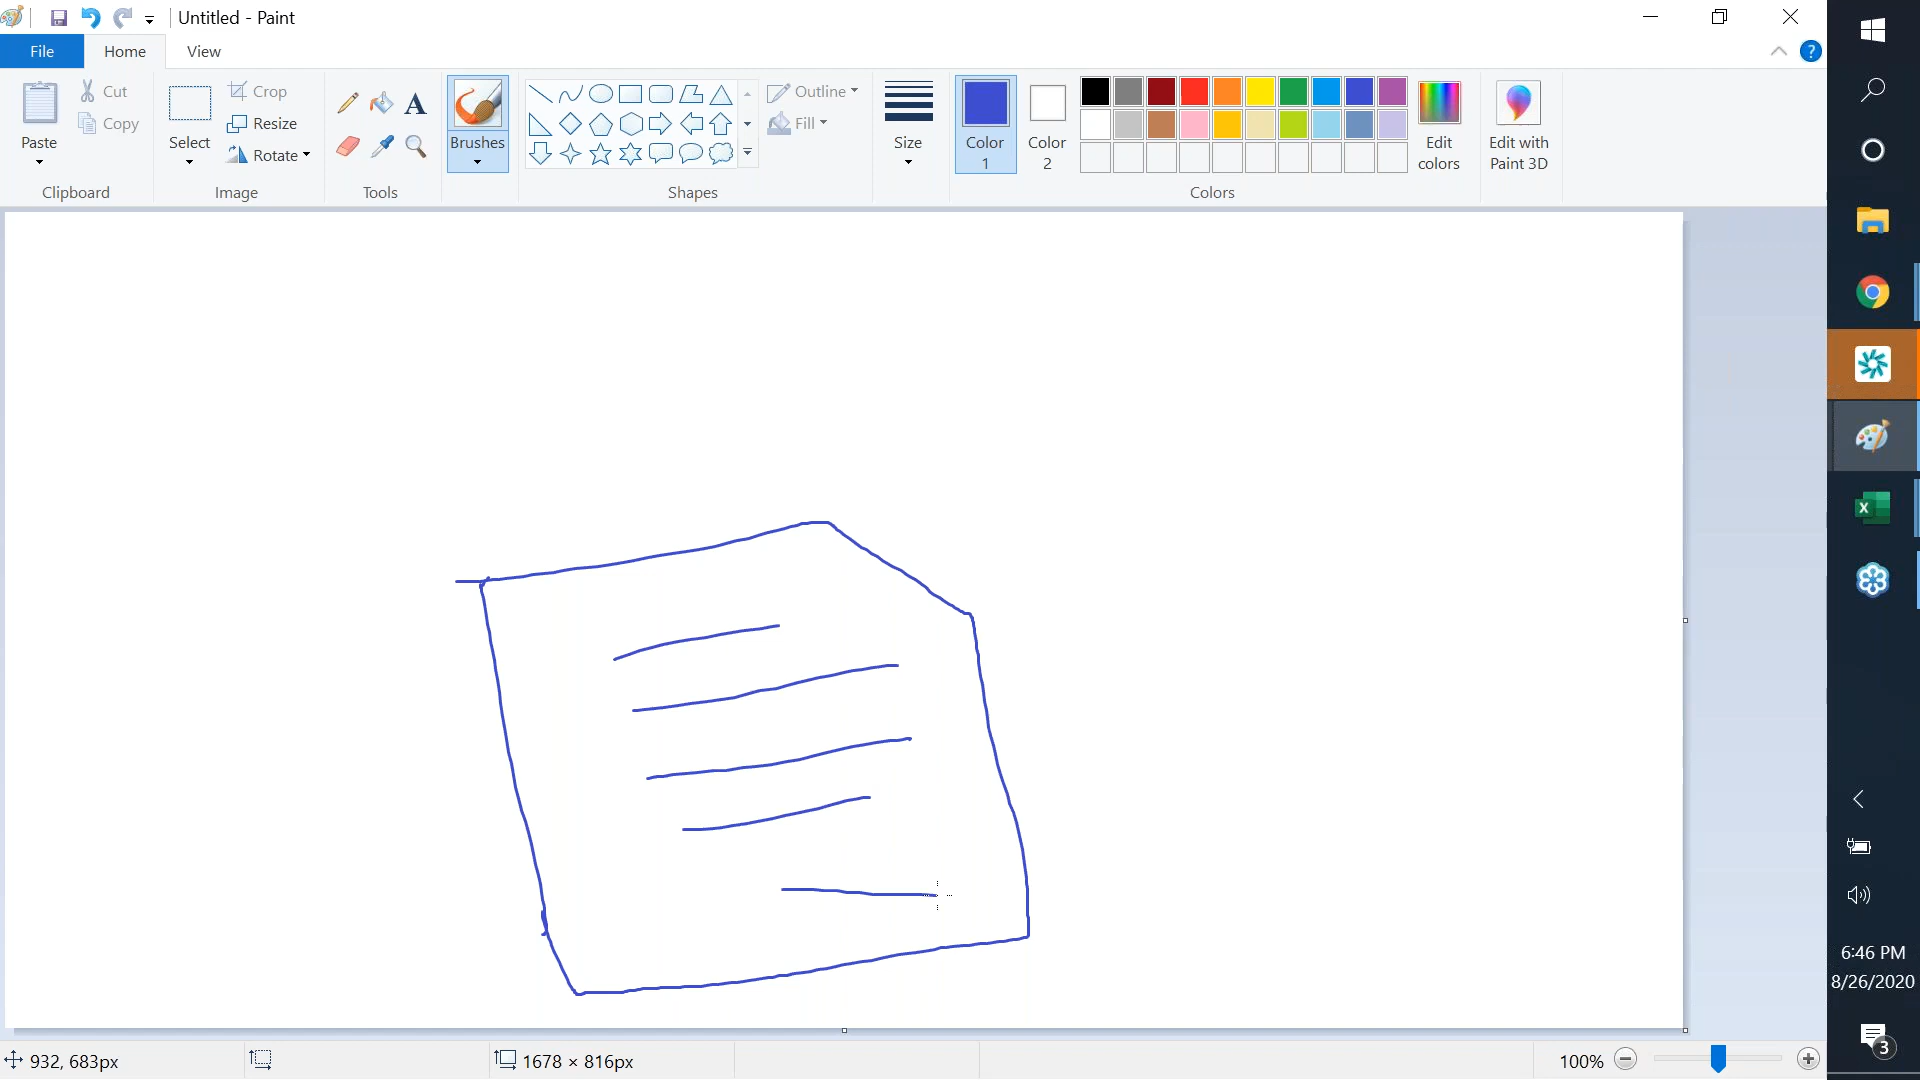 Untitled - Paint
File Home View
Paste
Cut
Copy
Clipboard
Select
Crop
Resize
Rotate
Image
Tools
Brushes
Shapes
Outline
Fill
Size
Color 1
Color 2
Edit colors
Colors
Edit with Paint 3D
6:46 PM
8/26/2020
3
932, 683px
1678 × 816px
100%